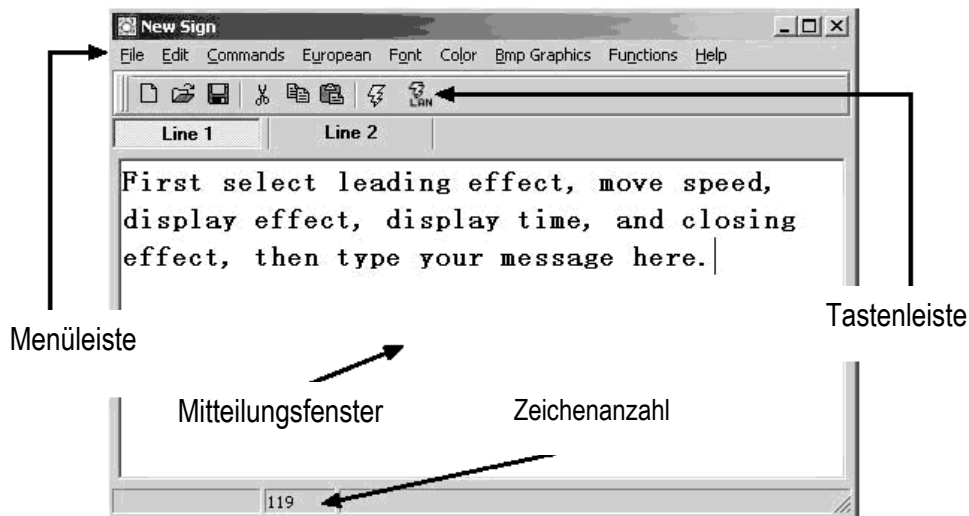 New Sign
File Edit Commands European Font Color Bmp Graphics Functions Help
LAN
Line 1 Line 2
First select leading effect, move speed,
display effect, display time, and closing
effect, then type your message here.
Tastenleiste
Menüleiste
Mitteilungsfenster Zeichenanzahl
119